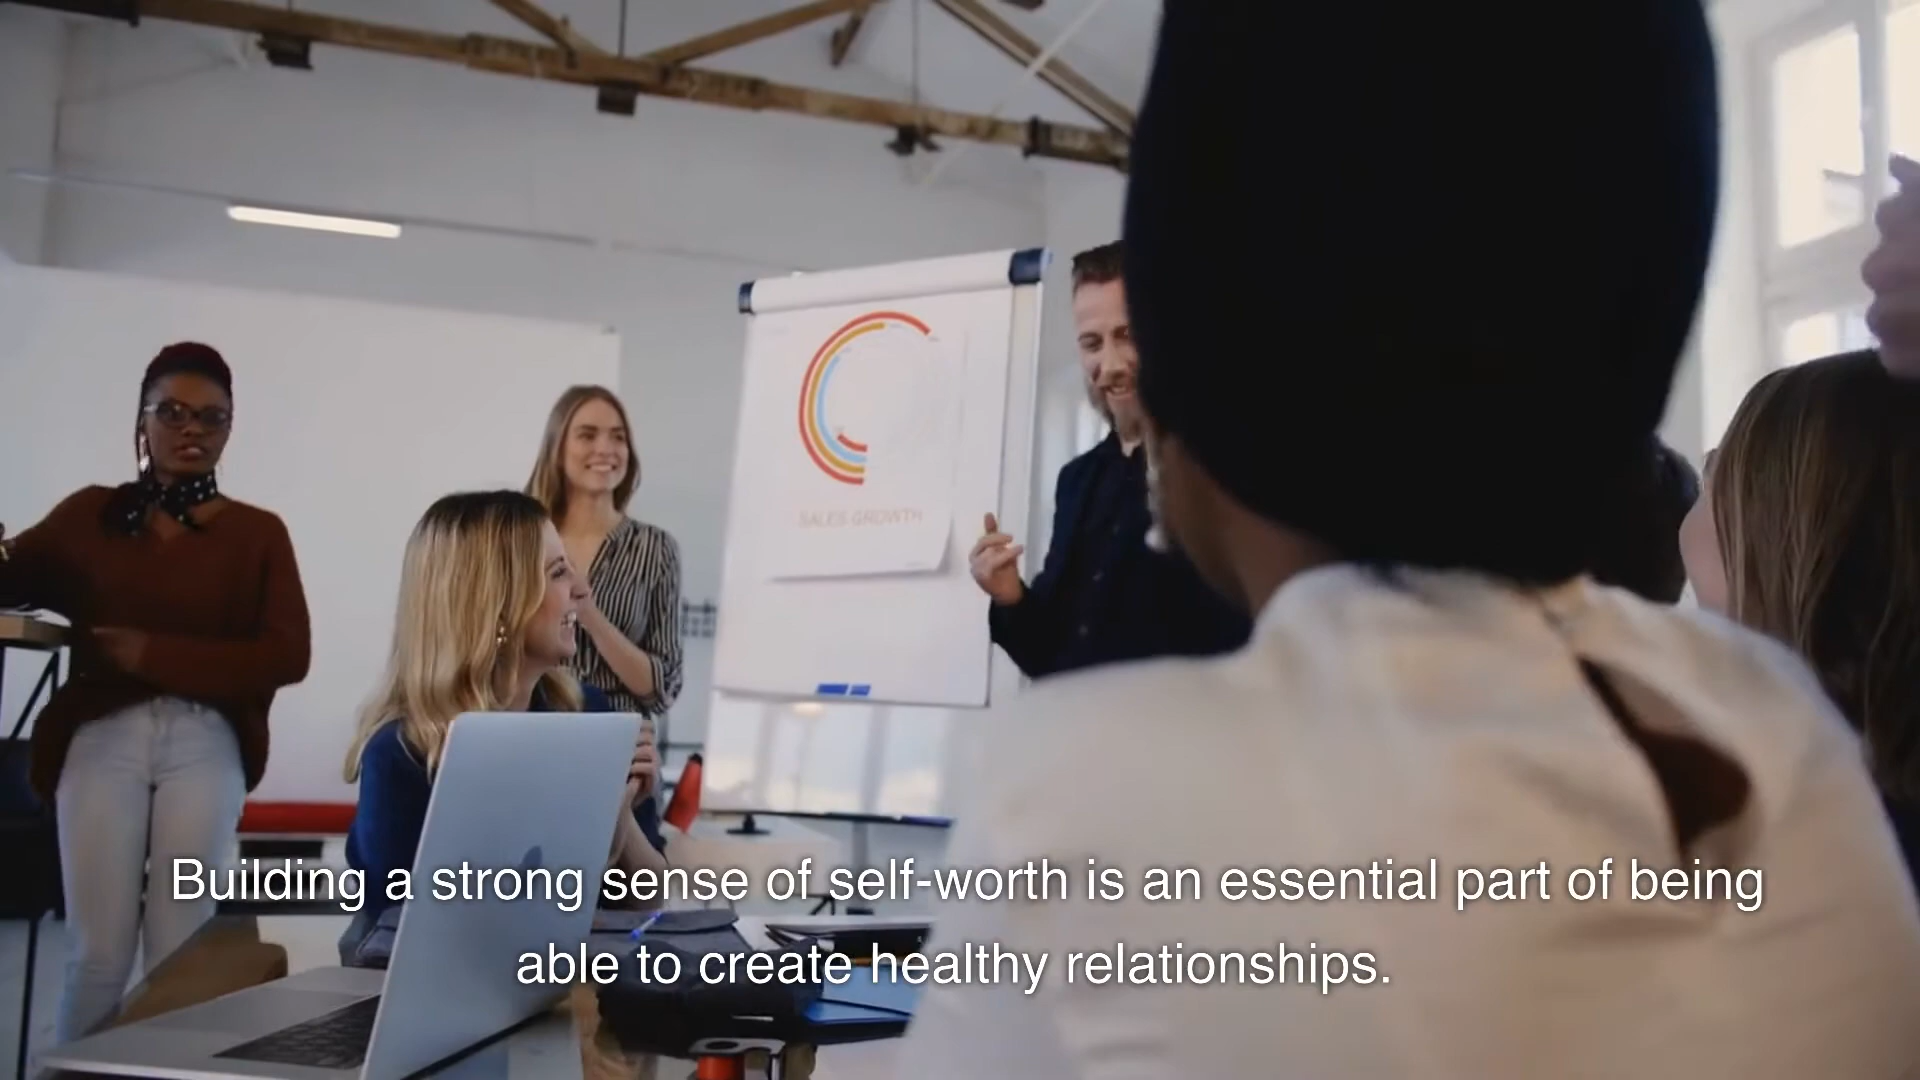 SALES GROWTH
Building a strong sense of self-worth is an essential part of being
able to create healthy relationships.